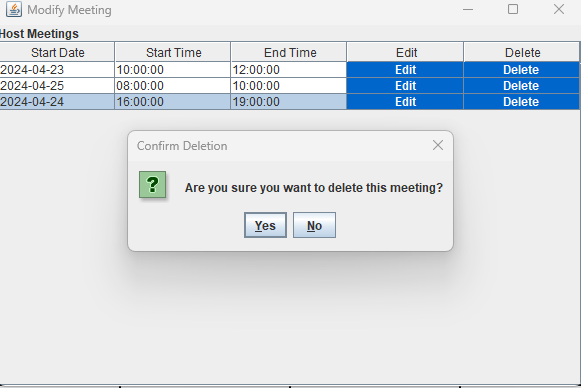 Modify Meeting
Host Meetings
Start Date Start Time End Time Edit Delete
2024-04-23 10:00:00 12:00:00 Edit Delete
2024-04-25 08:00:00 10:00:00 Edit Delete
2024-04-24 16:00:00 19:00:00 Edit Delete
Confirm Deletion
? Are you sure you want to delete this meeting?
Yes No